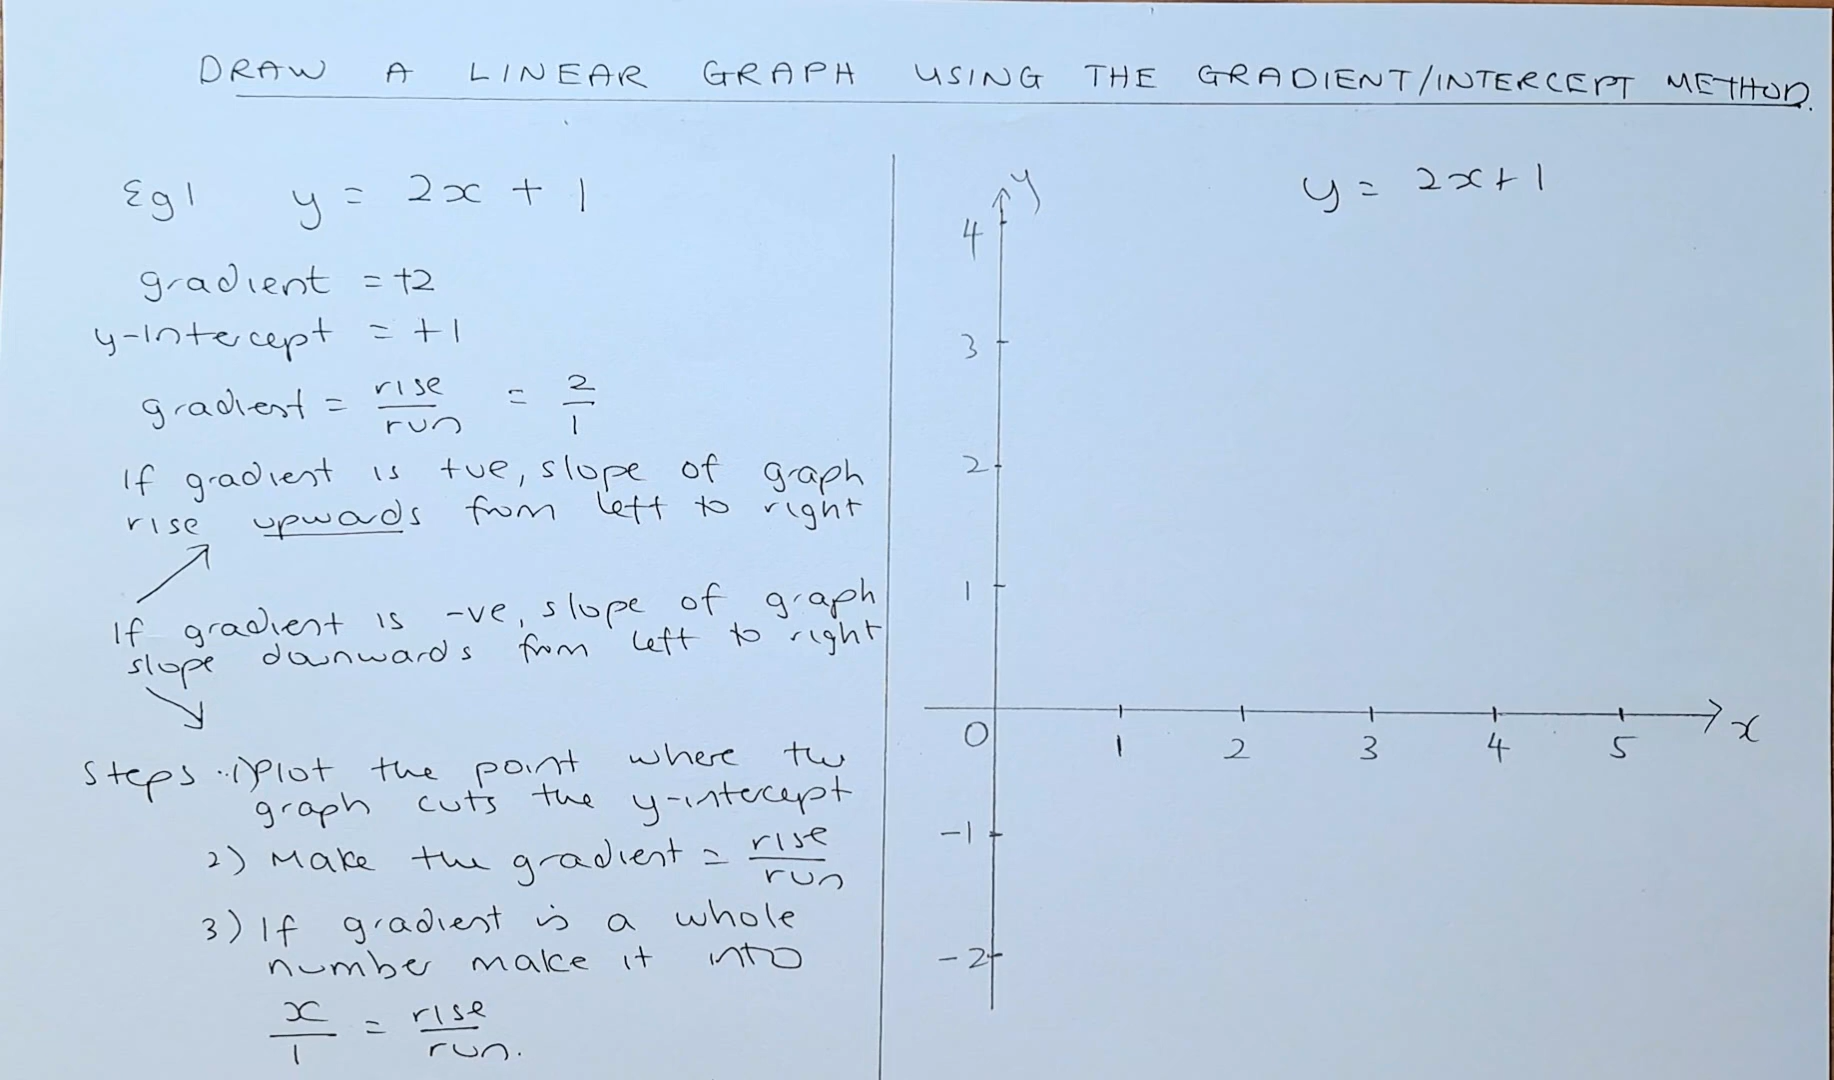 DRAW A LINEAR GRAPH USING THE GRADIENT/INTERCEPT METHOD.
Eg1 y = 2x + 1
gradient = +2
y-intercept = +1
gradient = rise/run = 2/1
If gradient is +ve, slope of graph
rise upwards from left to right
If gradient is -ve, slope of graph
slope downwards from left to right
Steps :. 1) Plot the point where the
graph cuts the y-intercept
2) Make the gradient = rise/run
3) If gradient is a whole
number make it into
x/1 = rise/run.
y = 2x+1
y
4
3
2
1
0 1 2 3 4 5 x
-1
-2